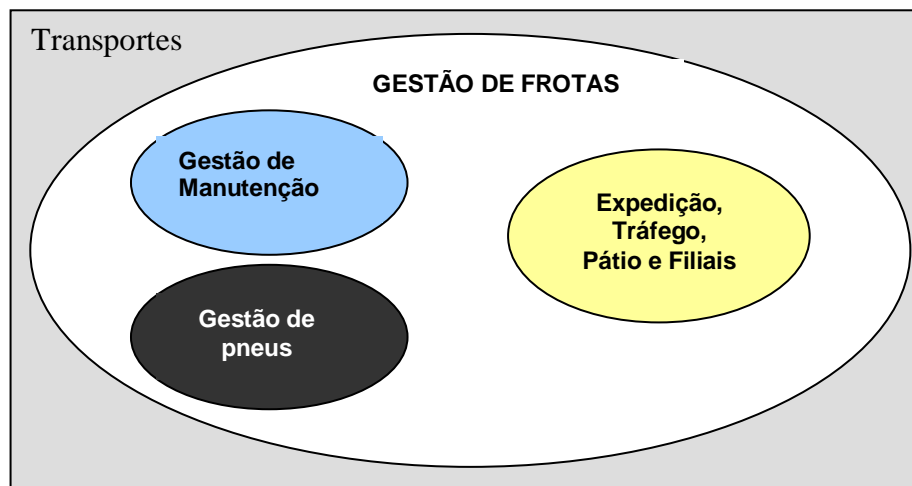 Transportes
GESTÃO DE FROTAS
Gestão de
Manutenção
Expedição,
Tráfego,
Pátio e Filiais
Gestão de
pneus